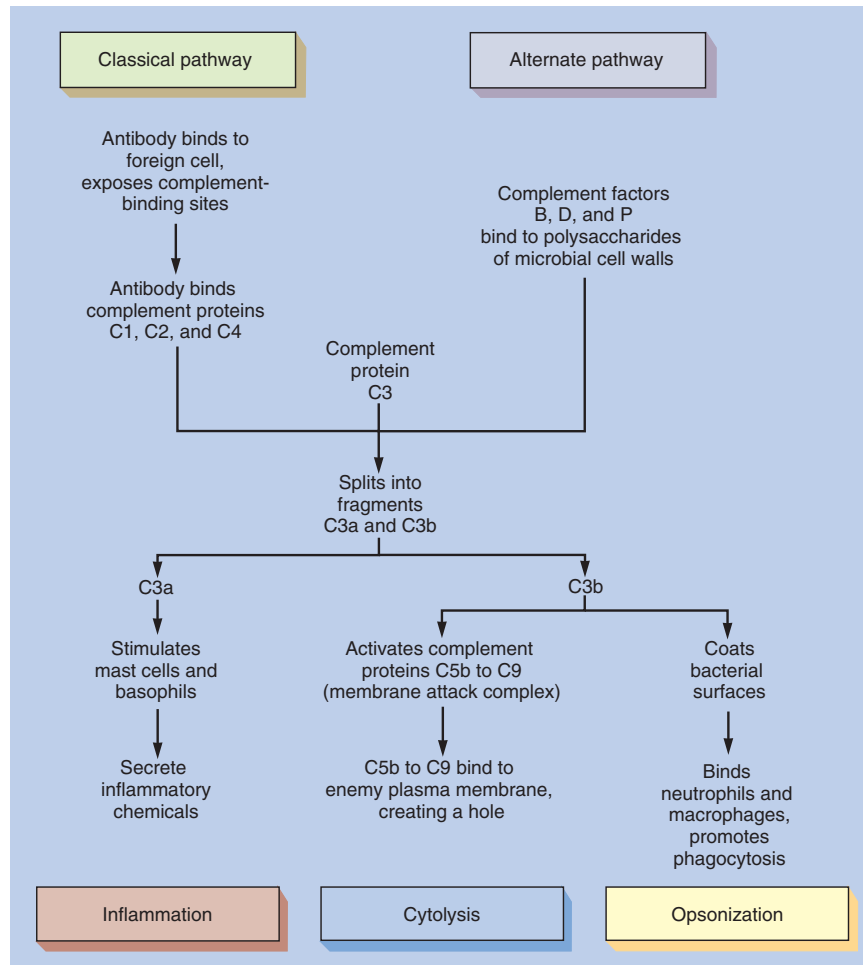 Classical pathway
Alternate pathway
Antibody binds to
foreign cell,
exposes complement-
binding sites
Complement factors
B, D, and P
bind to polysaccharides
of microbial cell walls
Antibody binds
complement proteins
C1, C2, and C4
Complement
protein
C3
Splits into
fragments
C3a and C3b
C3a
C3b
Stimulates
mast cells and
basophils
Activates complement
proteins C5b to C9
(membrane attack complex)
Coats
bacterial
surfaces
Secrete
inflammatory
chemicals
C5b to C9 bind to
enemy plasma membrane,
creating a hole
Binds
neutrophils and
macrophages,
promotes
phagocytosis
Inflammation
Cytolysis
Opsonization